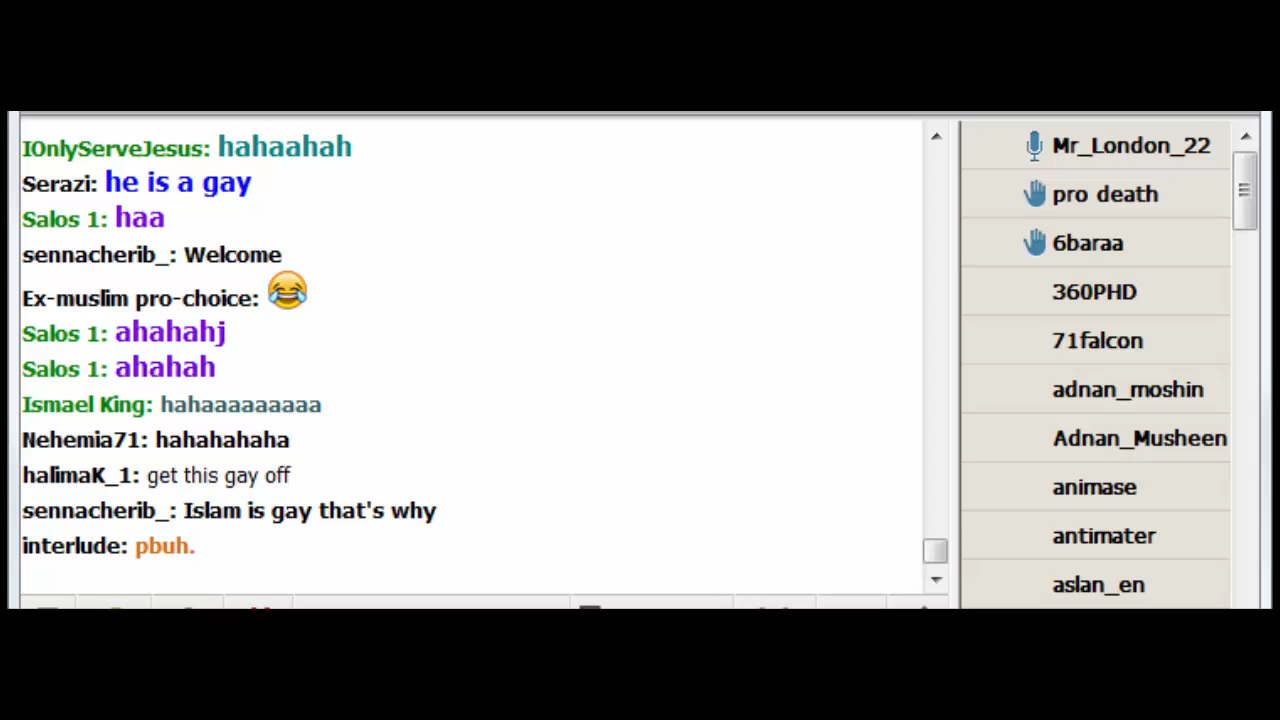 IOnlyServeJesus: hahaahah
Serazi: he is a gay
Salos 1: haa
sennacherib_: Welcome
Ex-muslim pro-choice: 😂
Salos 1: ahahahj
Salos 1: ahahah
Ismael King: hahaaaaaaaaa
Nehemia71: hahahahaha
halimaK_1: get this gay off
sennacherib_: Islam is gay that's why
interlude: pbuh.
Mr_London_22
pro death
6baraa
360PHD
71falcon
adnan_moshin
Adnan_Musheen
animase
antimater
aslan_en